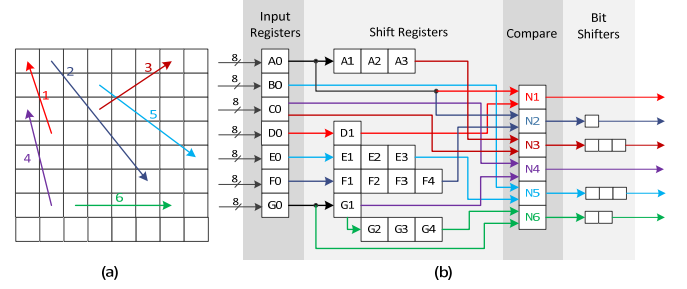 Input
Registers
Shift Registers
Compare
Bit
Shifters
1
2
3
4
5
6
8 A0 A1 A2 A3
8 B0 N1
8 C0 N2
8 D0 D1 N3
8 E0 E1 E2 E3 N4
8 F0 F1 F2 F3 F4 N5
8 G0 G1 N6
G2 G3 G4
(a) (b)